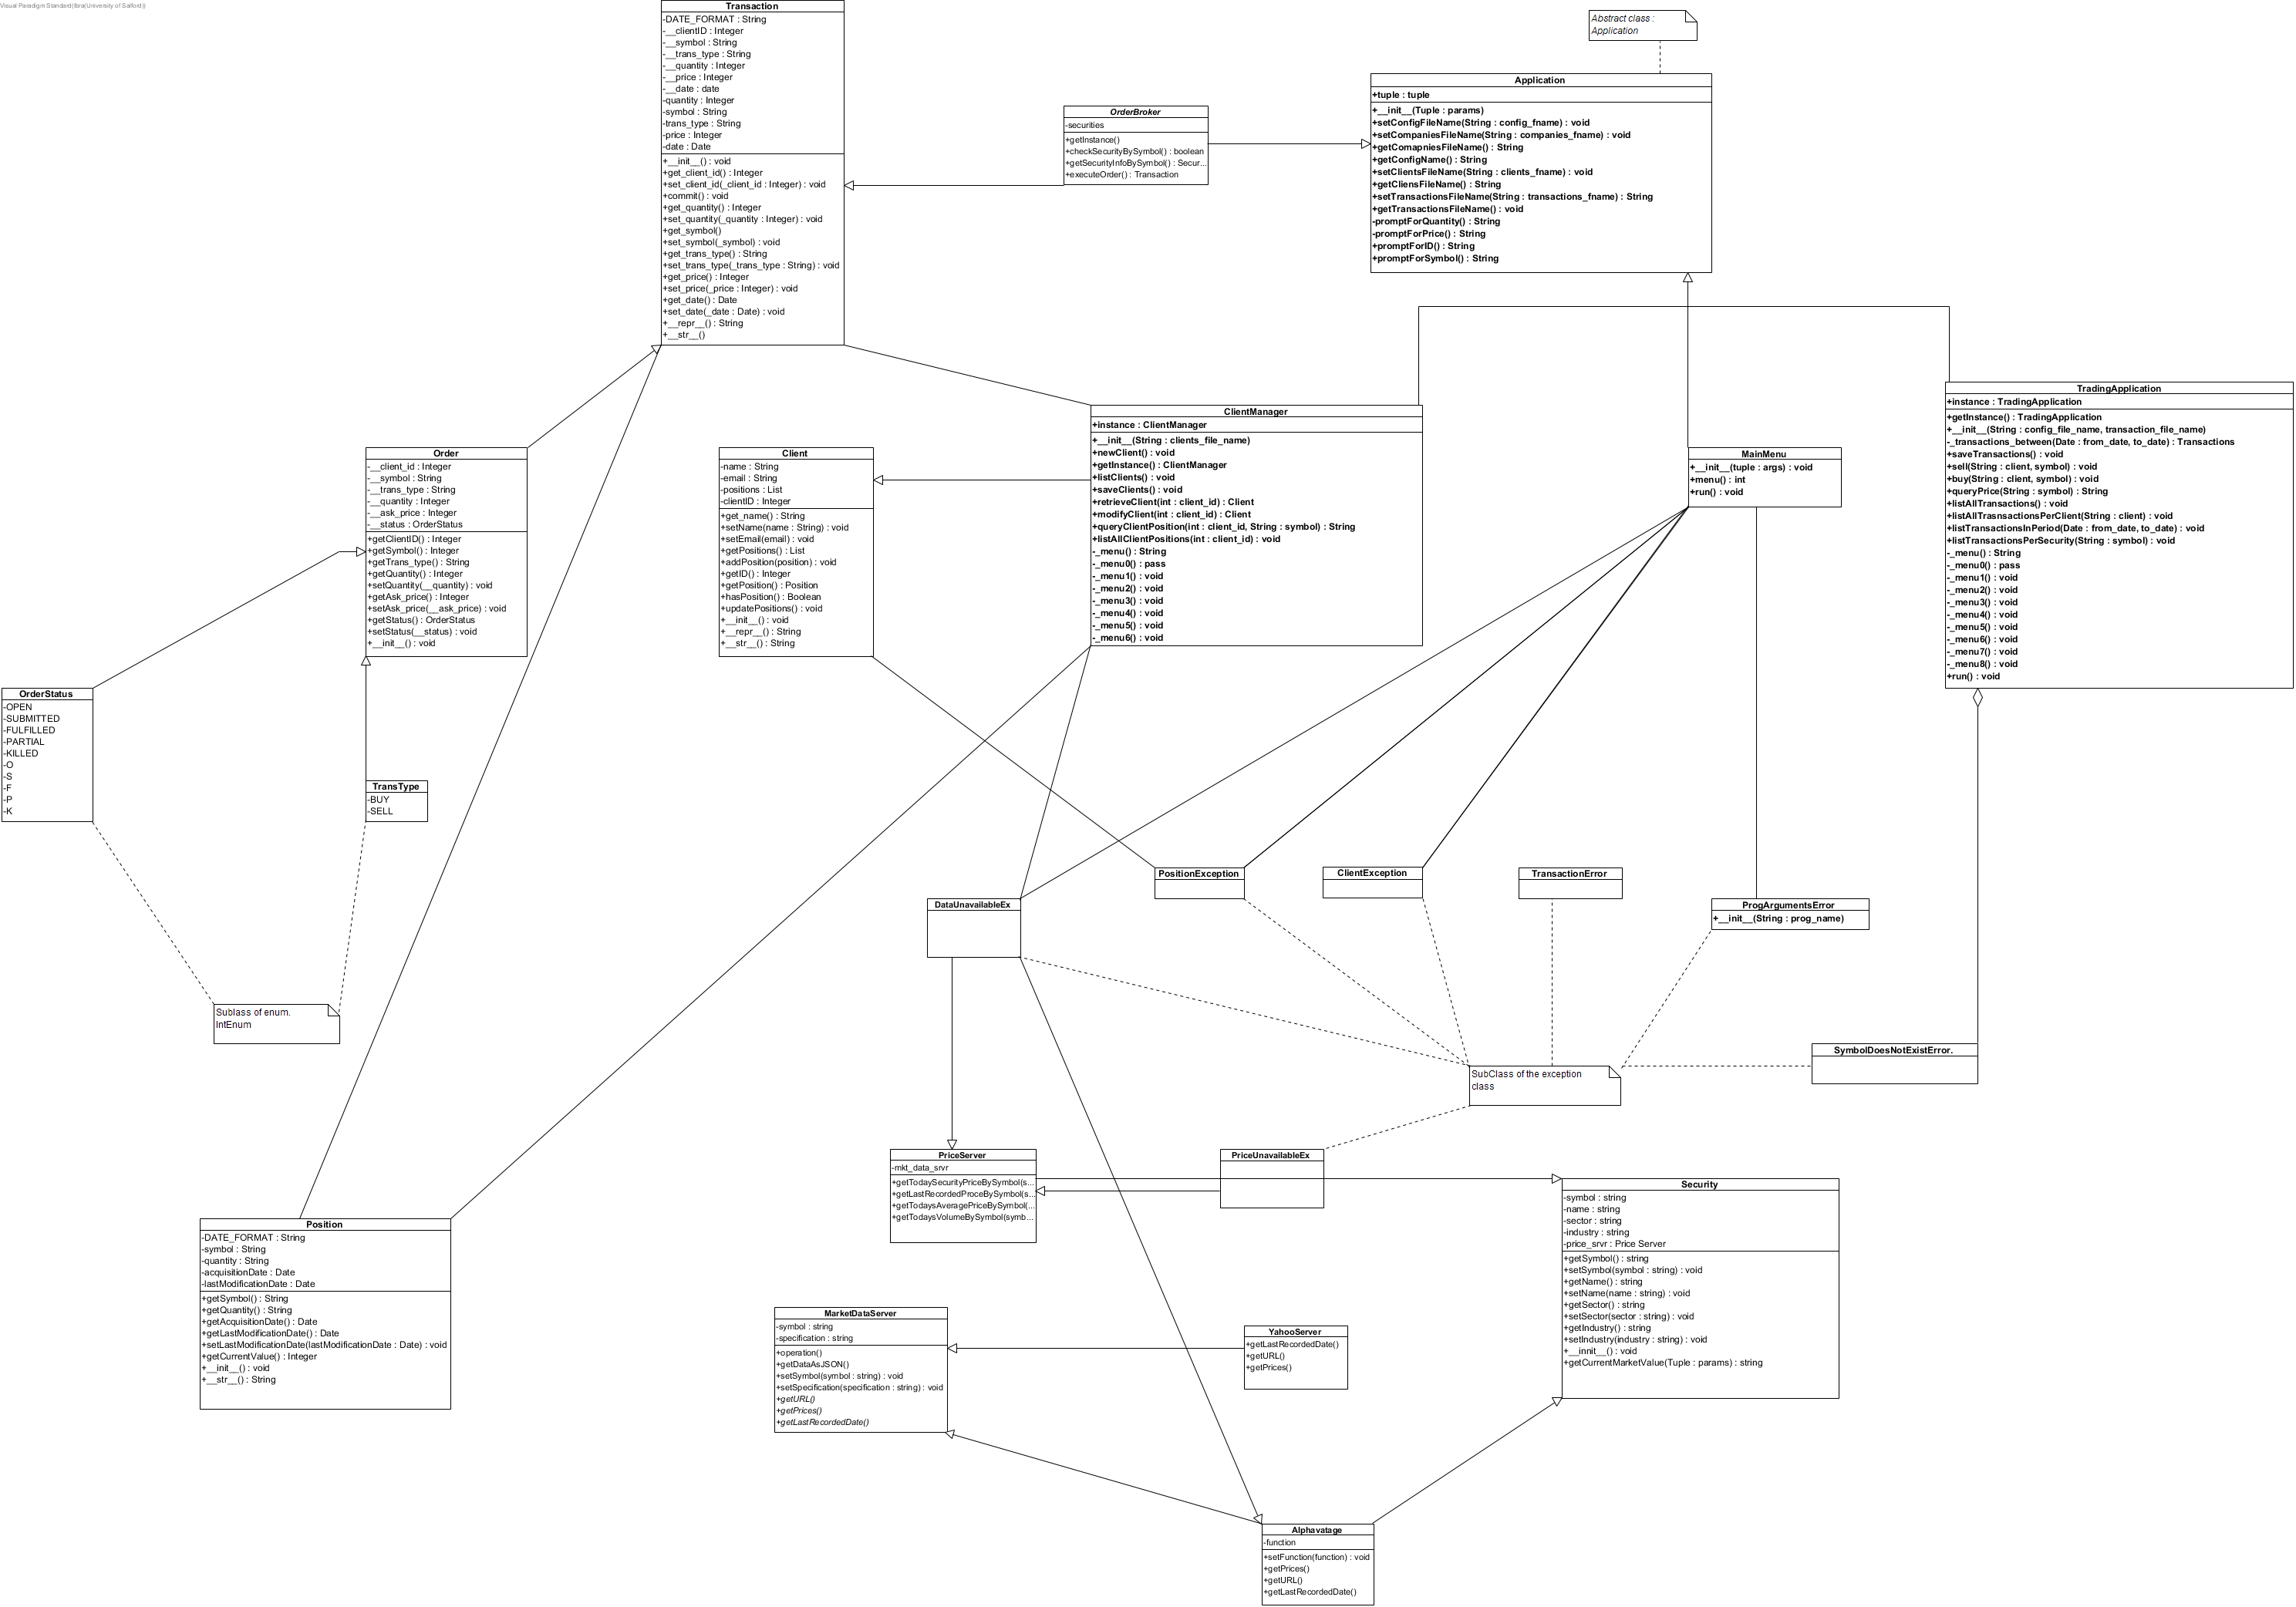 Visual Paradigm Standard(Ibra(University of Salford))
Transaction
-DATE_FORMAT : String
-__clientID : Integer
-__symbol : String
-__trans_type : String
-__quantity : Integer
-__price : Integer
-__date : date
-quantity : Integer
-symbol : String
-trans_type : String
-price : Integer
-date : Date
+__init__() : void
+get_client_id() : Integer
+set_client_id(_client_id : Integer) : void
+commit() : void
+get_quantity() : Integer
+set_quantity(_quantity : Integer) : void
+get_symbol()
+set_symbol(_symbol) : void
+get_trans_type() : String
+set_trans_type(_trans_type : String) : void
+get_price() : Integer
+set_price(_price : Integer) : void
+get_date() : Date
+set_date(_date : Date) : void
+__repr__() : String
+__str__()
Abstract class :
Application
OrderBroker
-securities
+getInstance()
+checkSecurityBySymbol() : boolean
+getSecurityInfoBySymbol() : Secur...
+executeOrder() : Transaction
Application
+tuple : tuple
+__init__(Tuple : params)
+setConfigFileName(String : config_fname) : void
+setCompaniesFileName(String : companies_fname) : void
+getComapniesFileName() : String
+getConfigName() : String
+setClientsFileName(String : clients_fname) : void
+getCliensFileName() : String
+setTransactionsFileName(String : transactions_fname) : String
+getTransactionsFileName() : void
-promptForQuantity() : String
-promptForPrice() : String
+promptForID() : String
+promptForSymbol() : String
Order
-__client_id : Integer
-__symbol : String
-__trans_type : String
-__quantity : Integer
-__ask_price : Integer
-__status : OrderStatus
+getClientID() : Integer
+getSymbol() : Integer
+getTrans_type() : String
+getQuantity() : Integer
+setQuantity(__quantity) : void
+getAsk_price() : Integer
+setAsk_price(__ask_price) : void
+getStatus() : OrderStatus
+setStatus(__status) : void
+__init__() : void
Client
-name : String
-email : String
-positions : List
-clientID : Integer
+get_name() : String
+setName(name : String) : void
+setEmail(email) : void
+getPositions() : List
+addPosition(position) : void
+getID() : Integer
+getPosition() : Position
+hasPosition() : Boolean
+updatePositions() : void
+__init__() : void
+__repr__() : String
+__str__() : String
ClientManager
+instance : ClientManager
+__init__(String : clients_file_name)
+newClient() : void
+getInstance() : ClientManager
+listClients() : void
+saveClients() : void
+retrieveClient(int : client_id) : Client
+modifyClient(int : client_id) : Client
+queryClientPosition(int : client_id, String : symbol) : String
+listAllClientPositions(int : client_id) : void
-_menu() : String
-_menu0() : pass
-_menu1() : void
-_menu2() : void
-_menu3() : void
-_menu4() : void
-_menu5() : void
-_menu6() : void
MainMenu
+__init__(tuple : args) : void
+menu() : int
+run() : void
TradingApplication
+instance : TradingApplication
+getInstance() : TradingApplication
+__init__(String : config_file_name, transaction_file_name)
-_transactions_between(Date : from_date, to_date) : Transactions
+saveTransactions() : void
+sell(String : client, symbol) : void
+buy(String : client, symbol) : void
+queryPrice(String : symbol) : String
+listAllTransactions() : void
+listAllTrasnsactionsPerClient(String : client) : void
+listTransactionsInPeriod(Date : from_date, to_date) : void
+listTransactionsPerSecurity(String : symbol) : void
-_menu() : String
-_menu0() : pass
-_menu1() : void
-_menu2() : void
-_menu3() : void
-_menu4() : void
-_menu5() : void
-_menu6() : void
-_menu7() : void
-_menu8() : void
+run() : void
OrderStatus
-OPEN
-SUBMITTED
-FULFILLED
-PARTIAL
-KILLED
-O
-S
-F
-P
-K
TransType
-BUY
-SELL
Sublass of enum.
IntEnum
DataUnavailableEx
PositionException
ClientException
TransactionError
ProgArgumentsError
+__init__(String : prog_name)
SymbolDoesNotExistError.
SubClass of the exception
class
PriceServer
-mkt_data_srvr
+getTodaySecurityPriceBySymbol(s...
+getLastRecordedProceBySymbol(s...
+getTodaysAveragePriceBySymbol(...
+getTodaysVolumeBySymbol(symb...
PriceUnavailableEx
Security
-symbol : string
-name : string
-sector : string
-industry : string
-price_srvr : Price Server
+getSymbol() : string
+setSymbol(symbol : string) : void
+getName() : string
+setName(name : string) : void
+getSector() : string
+setSector(sector : string) : void
+getIndustry() : string
+setIndustry(industry : string) : void
+__innit__() : void
+getCurrentMarketValue(Tuple : params) : string
Position
-DATE_FORMAT : String
-symbol : String
-quantity : String
-acquisitionDate : Date
-lastModificationDate : Date
+getSymbol() : String
+getQuantity() : String
+getAcquisitionDate() : Date
+getLastModificationDate() : Date
+setLastModificationDate(lastModificationDate : Date) : void
+getCurrentValue() : Integer
+__init__() : void
+__str__() : String
MarketDataServer
-symbol : string
-specification : string
+operation()
+getDataAsJSON()
+setSymbol(symbol : string) : void
+setSpecification(specification : string) : void
+getURL()
+getPrices()
+getLastRecordedDate()
YahooServer
+getLastRecordedDate()
+getURL()
+getPrices()
Alphavatage
-function
+setFunction(function) : void
+getPrices()
+getURL()
+getLastRecordedDate()